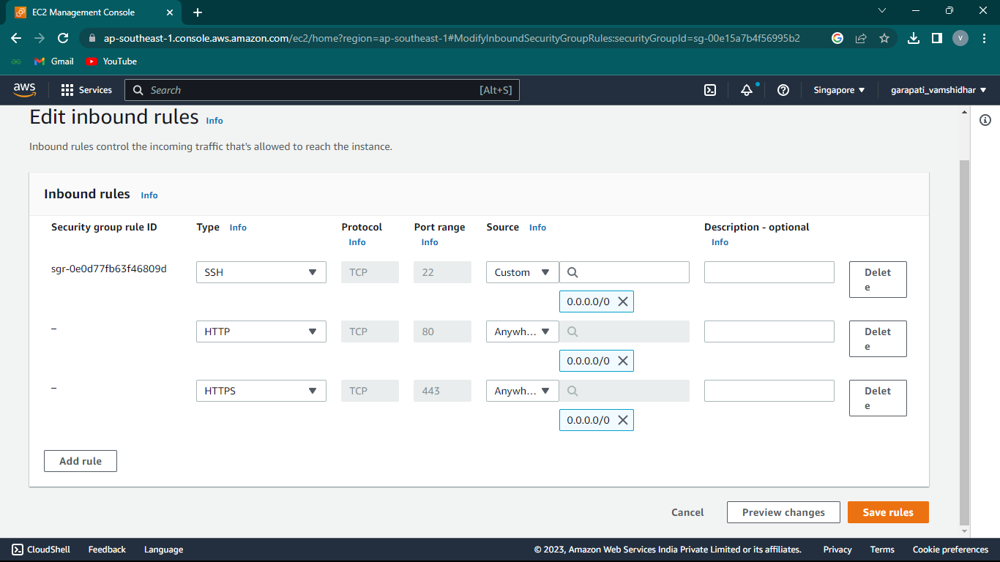 EC2 Management Console
ap-southeast-1.console.aws.amazon.com/ec2/home?region=ap-southeast-1#ModifyInboundSecurityGroupRules:securityGroupId=sg-00e15a7b4f56995b2
V
Gmail YouTube
aws Services Search [Alt+S] Singapore garapati_vamshidhar
Edit inbound rules Info
Inbound rules control the incoming traffic that's allowed to reach the instance.
Inbound rules Info
Security group rule ID Type Info Protocol Port range Source Info Description - optional
Info Info Info
sgr-0e0d77fb63f46809d SSH TCP 22 Custom Delet
e
0.0.0.0/0
– HTTP TCP 80 Anywh... Delet
e
0.0.0.0/0
– HTTPS TCP 443 Anywh... Delet
e
0.0.0.0/0
Add rule
Cancel Preview changes Save rules
CloudShell Feedback Language © 2023, Amazon Web Services India Private Limited or its affiliates. Privacy Terms Cookie preferences